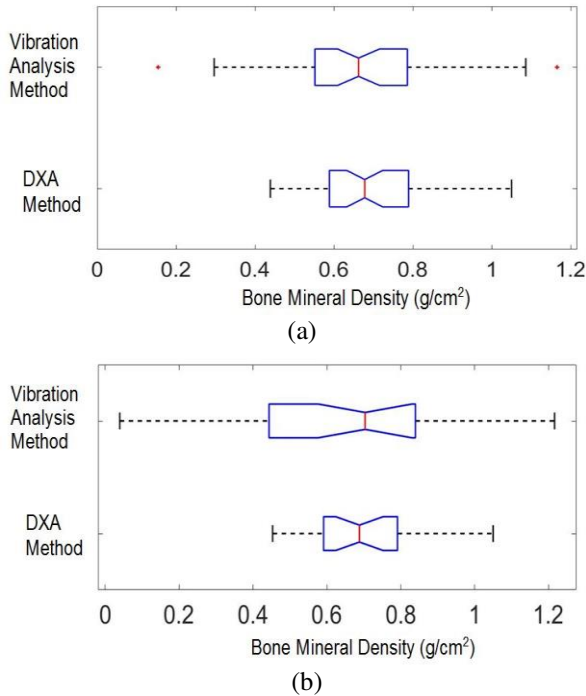 Vibration
Analysis
Method
DXA
Method
0 0.2 0.4 0.6 0.8 1 1.2
Bone Mineral Density (g/cm²)
(a)
Vibration
Analysis
Method
DXA
Method
0 0.2 0.4 0.6 0.8 1 1.2
Bone Mineral Density (g/cm²)
(b)